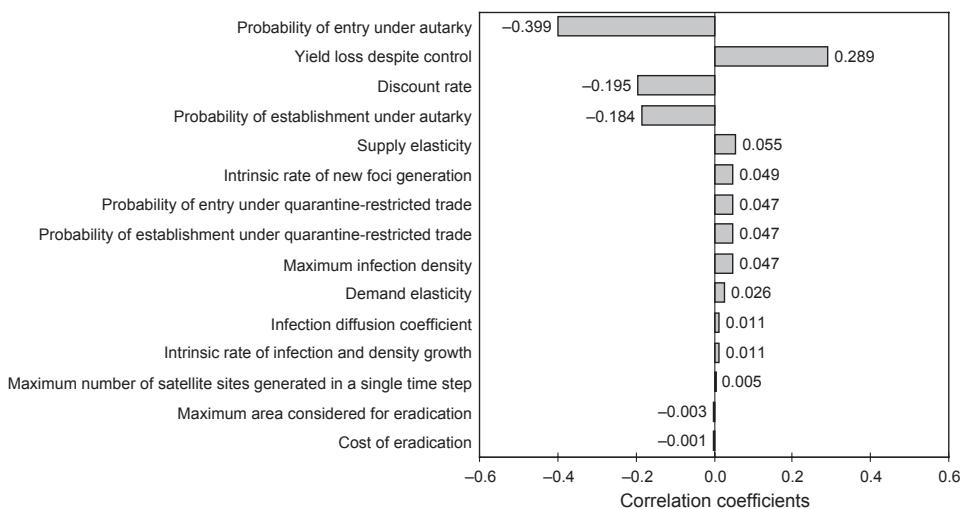 Probability of entry under autarky –0.399
Yield loss despite control 0.289
Discount rate –0.195
Probability of establishment under autarky –0.184
Supply elasticity 0.055
Intrinsic rate of new foci generation 0.049
Probability of entry under quarantine-restricted trade 0.047
Probability of establishment under quarantine-restricted trade 0.047
Maximum infection density 0.047
Demand elasticity 0.026
Infection diffusion coefficient 0.011
Intrinsic rate of infection and density growth 0.011
Maximum number of satellite sites generated in a single time step 0.005
Maximum area considered for eradication –0.003
Cost of eradication –0.001
–0.6 –0.4 –0.2 0.0 0.2 0.4 0.6
Correlation coefficients